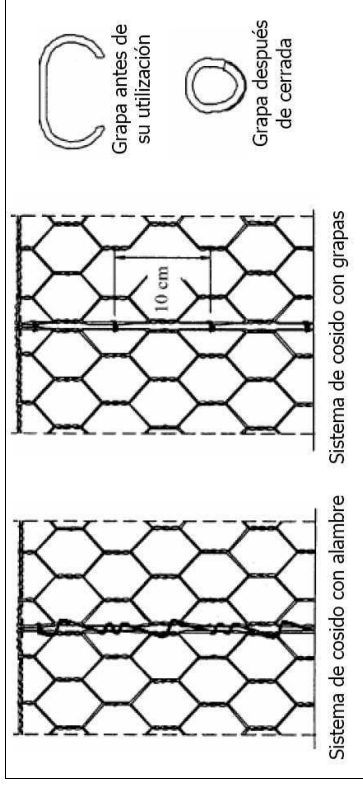 Grapa antes de
su utilización
Grapa después
de cerrada
10 cm
Sistema de cosido con alambre
Sistema de cosido con grapas